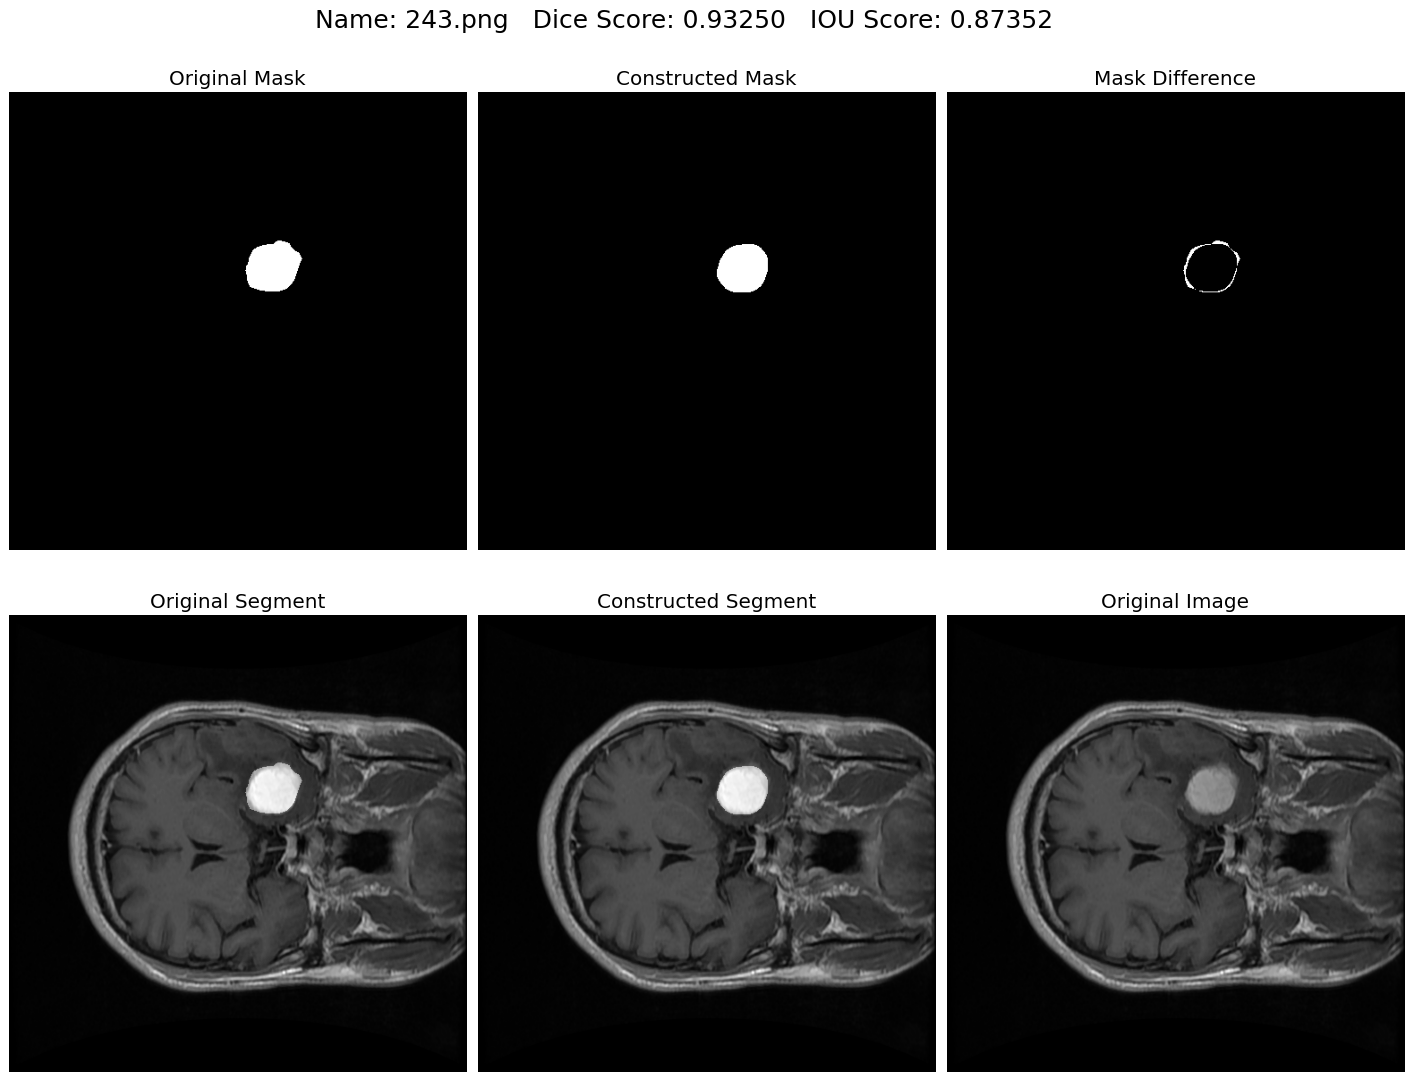 Name: 243.png   Dice Score: 0.93250   IOU Score: 0.87352
Original Mask
Constructed Mask
Mask Difference
Original Segment
Constructed Segment
Original Image